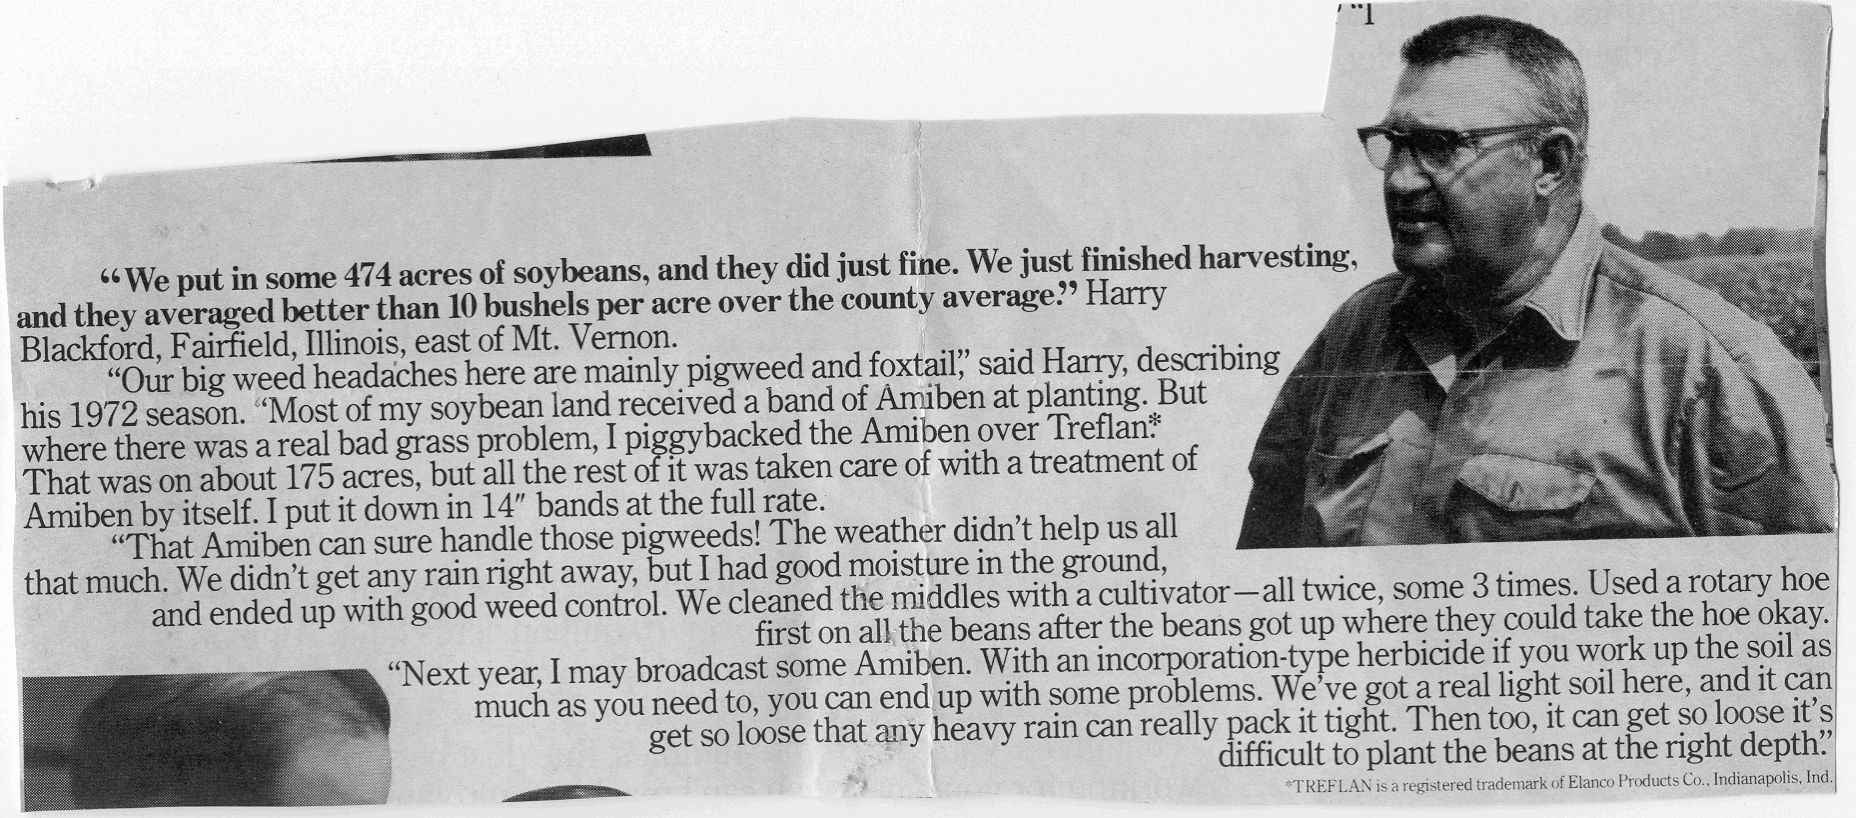 "I
“We put in some 474 acres of soybeans, and they did just fine. We just finished harvesting,
and they averaged better than 10 bushels per acre over the county average.” Harry
Blackford, Fairfield, Illinois, east of Mt. Vernon.
“Our big weed headaches here are mainly pigweed and foxtail,” said Harry, describing
his 1972 season. “Most of my soybean land received a band of Amiben at planting. But
where there was a real bad grass problem, I piggybacked the Amiben over Treflan.*
That was on about 175 acres, but all the rest of it was taken care of with a treatment of
Amiben by itself. I put it down in 14″ bands at the full rate.
“That Amiben can sure handle those pigweeds! The weather didn’t help us all
that much. We didn’t get any rain right away, but I had good moisture in the ground,
and ended up with good weed control. We cleaned the middles with a cultivator—all twice, some 3 times. Used a rotary hoe
first on all the beans after the beans got up where they could take the hoe okay.
“Next year, I may broadcast some Amiben. With an incorporation-type herbicide if you work up the soil as
much as you need to, you can end up with some problems. We’ve got a real light soil here, and it can
get so loose that any heavy rain can really pack it tight. Then too, it can get so loose it’s
difficult to plant the beans at the right depth.”
*TREFLAN is a registered trademark of Elanco Products Co., Indianapolis, Ind.